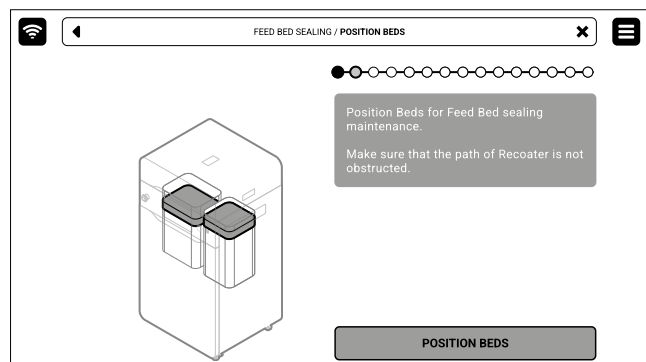 FEED BED SEALING / POSITION BEDS
Position Beds for Feed Bed sealing
maintenance.
Make sure that the path of Recoater is not
obstructed.
POSITION BEDS